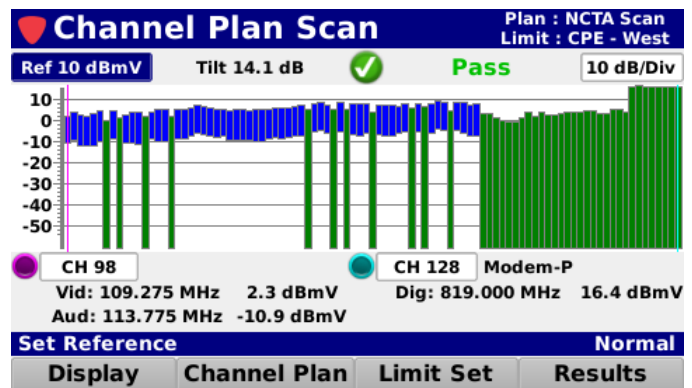 Channel Plan Scan
Plan : NCTA Scan
Limit : CPE - West
Ref 10 dBmV
Tilt 14.1 dB
Pass
10 dB/Div
10
0
-10
-20
-30
-40
-50
CH 98
CH 128 Modem-P
Vid: 109.275 MHz 2.3 dBmV
Dig: 819.000 MHz 16.4 dBmV
Aud: 113.775 MHz -10.9 dBmV
Set Reference
Normal
Display
Channel Plan
Limit Set
Results